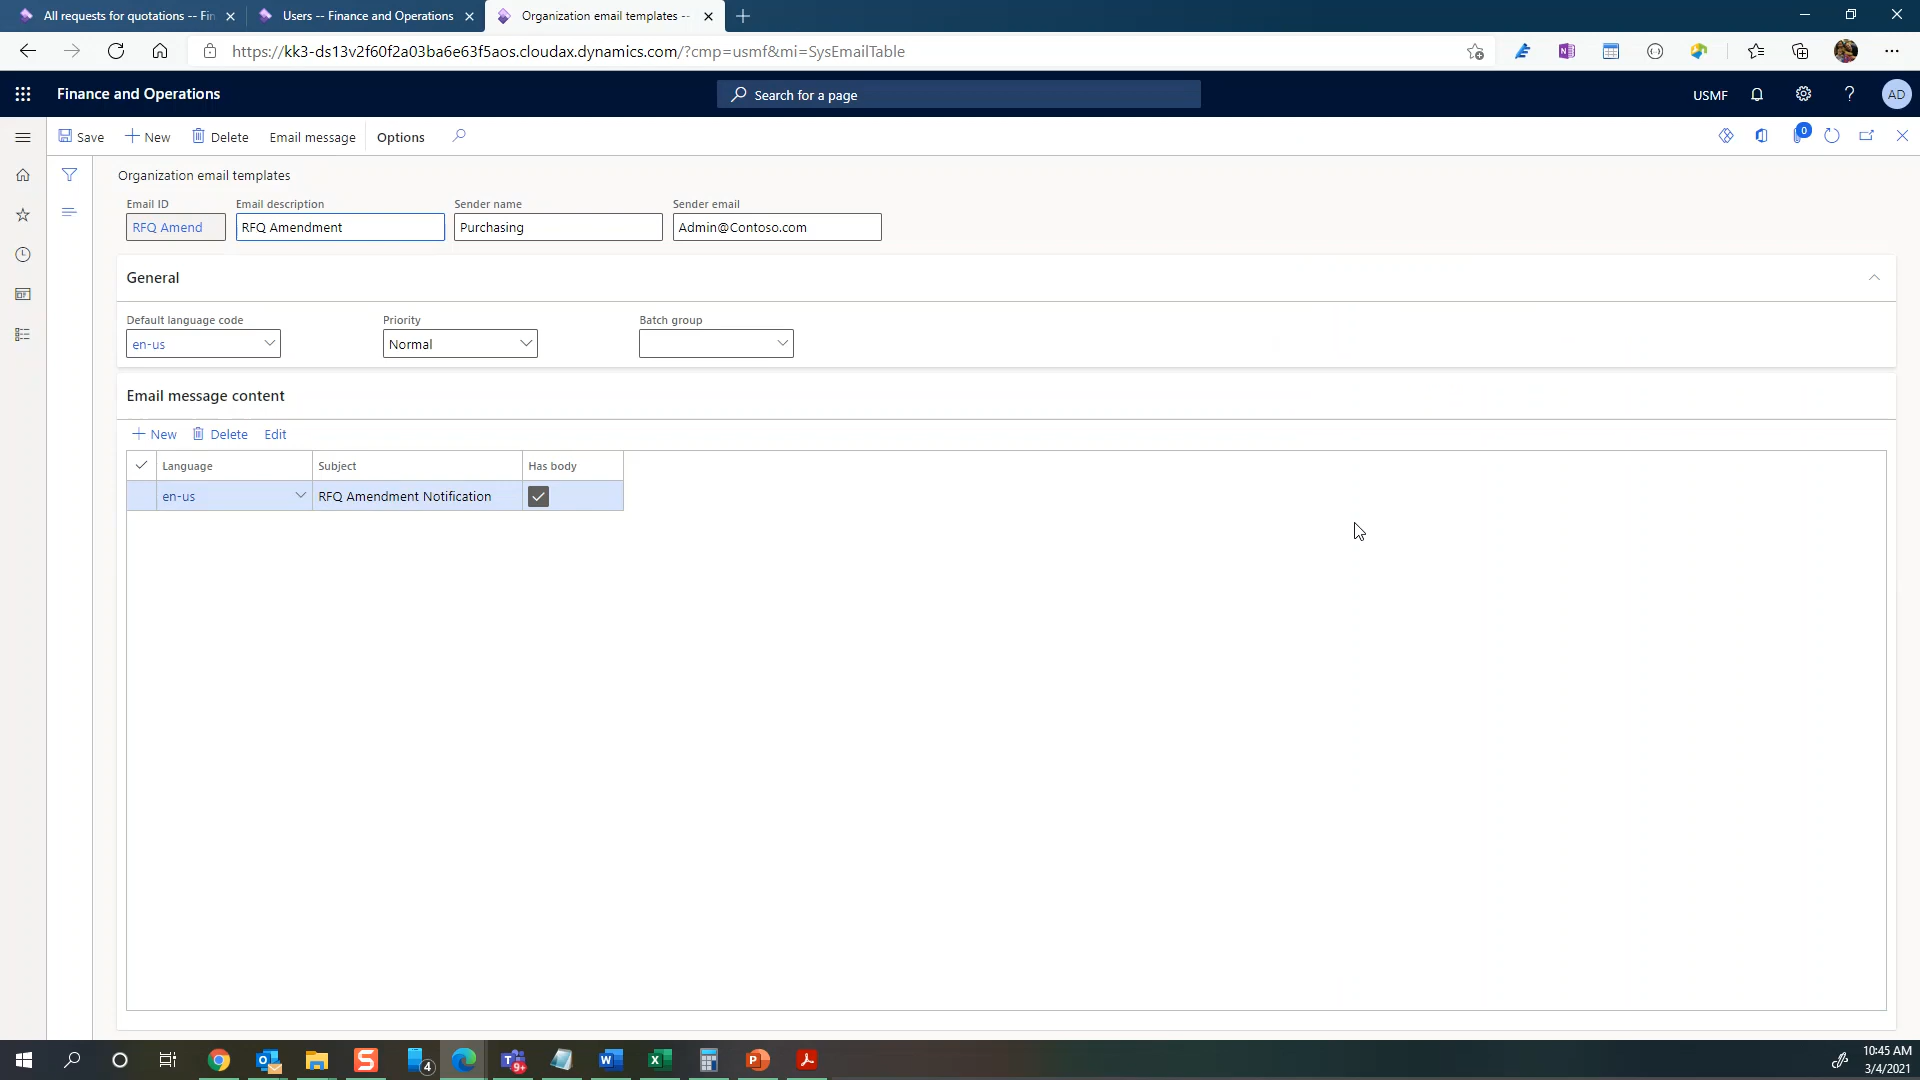 All requests for quotations -- Fin
Users -- Finance and Operations
Organization email templates --
https://kk3-ds13v2f60f2a03ba6e63f5aos.cloudax.dynamics.com/?cmp=usmf&mi=SysEmailTable
Finance and Operations
Search for a page
USMF
AD
Save
New
Delete
Email message
Options
0
Organization email templates
Email ID
Email description
Sender name
Sender email
RFQ Amend
RFQ Amendment
Purchasing
Admin@Contoso.com
General
Default language code
Priority
Batch group
en-us
Normal
Email message content
New
Delete
Edit
Language
Subject
Has body
en-us
RFQ Amendment Notification
4
9+
10:45 AM
3/4/2021